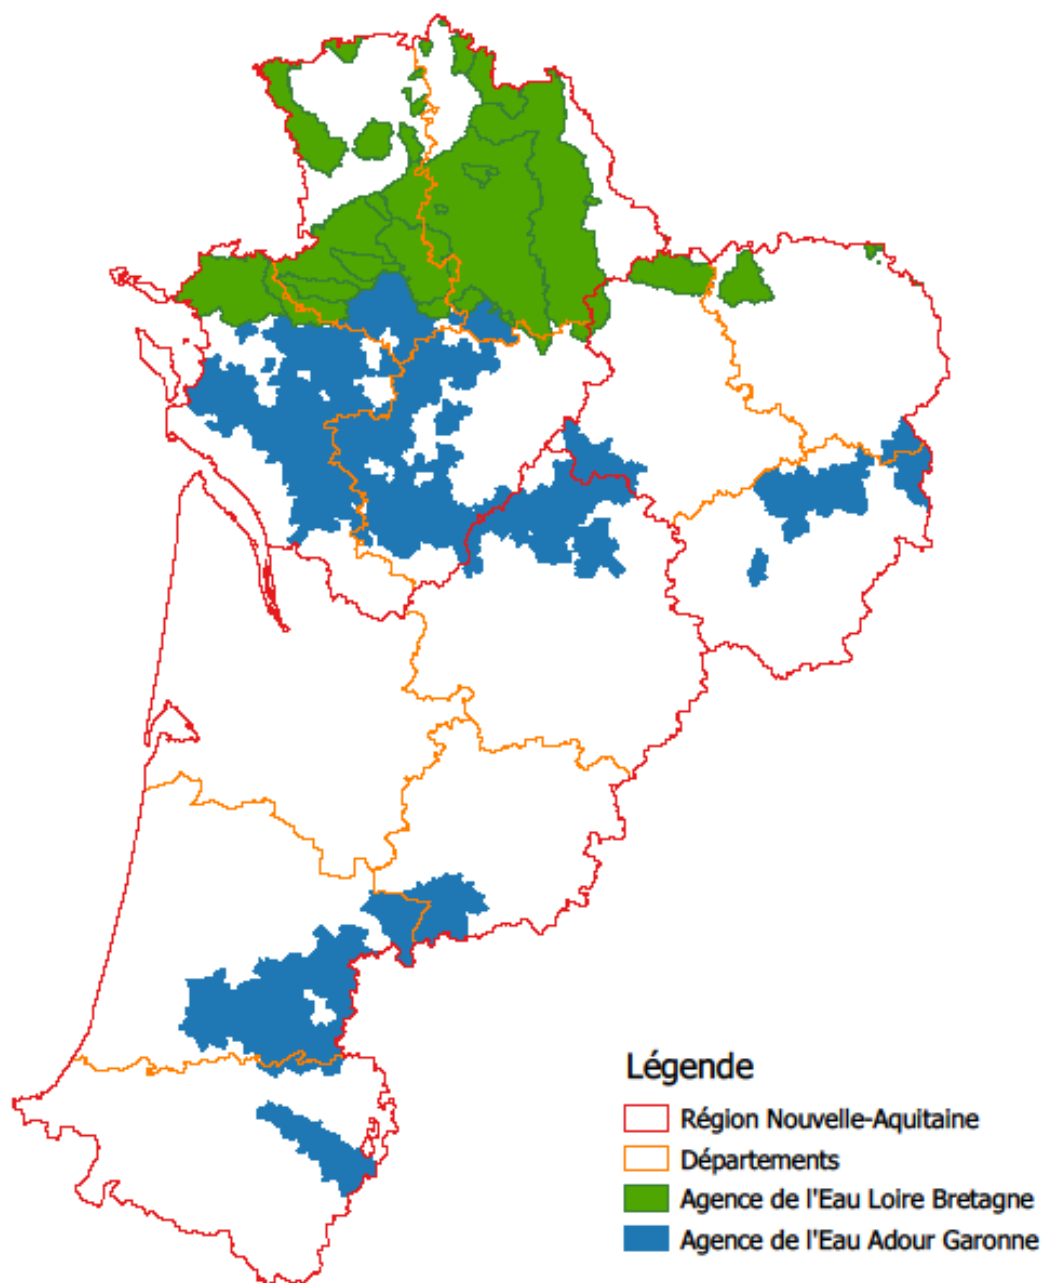 Légende
Région Nouvelle-Aquitaine
Départements
Agence de l'Eau Loire Bretagne
Agence de l'Eau Adour Garonne